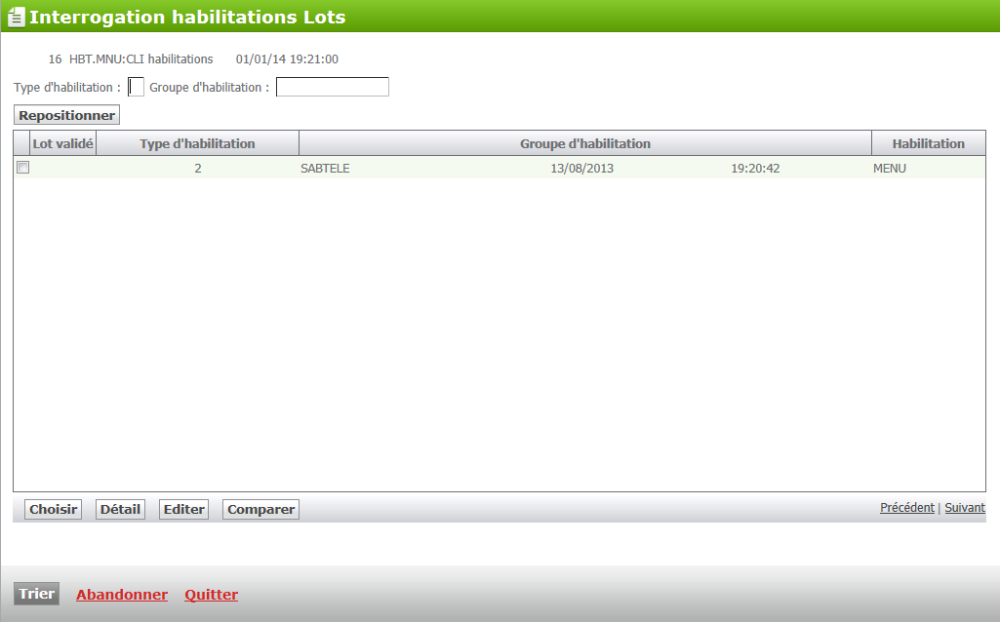 Interrogation habilitations Lots
16 HBT.MNU:CLI habilitations 01/01/14 19:21:00
Type d'habilitation : Groupe d'habilitation :
Repositionner
Lot validé Type d'habilitation Groupe d'habilitation Habilitation
2 SABTELE 13/08/2013 19:20:42 MENU
Choisir Détail Editer Comparer Précédent | Suivant
Trier Abandonner Quitter